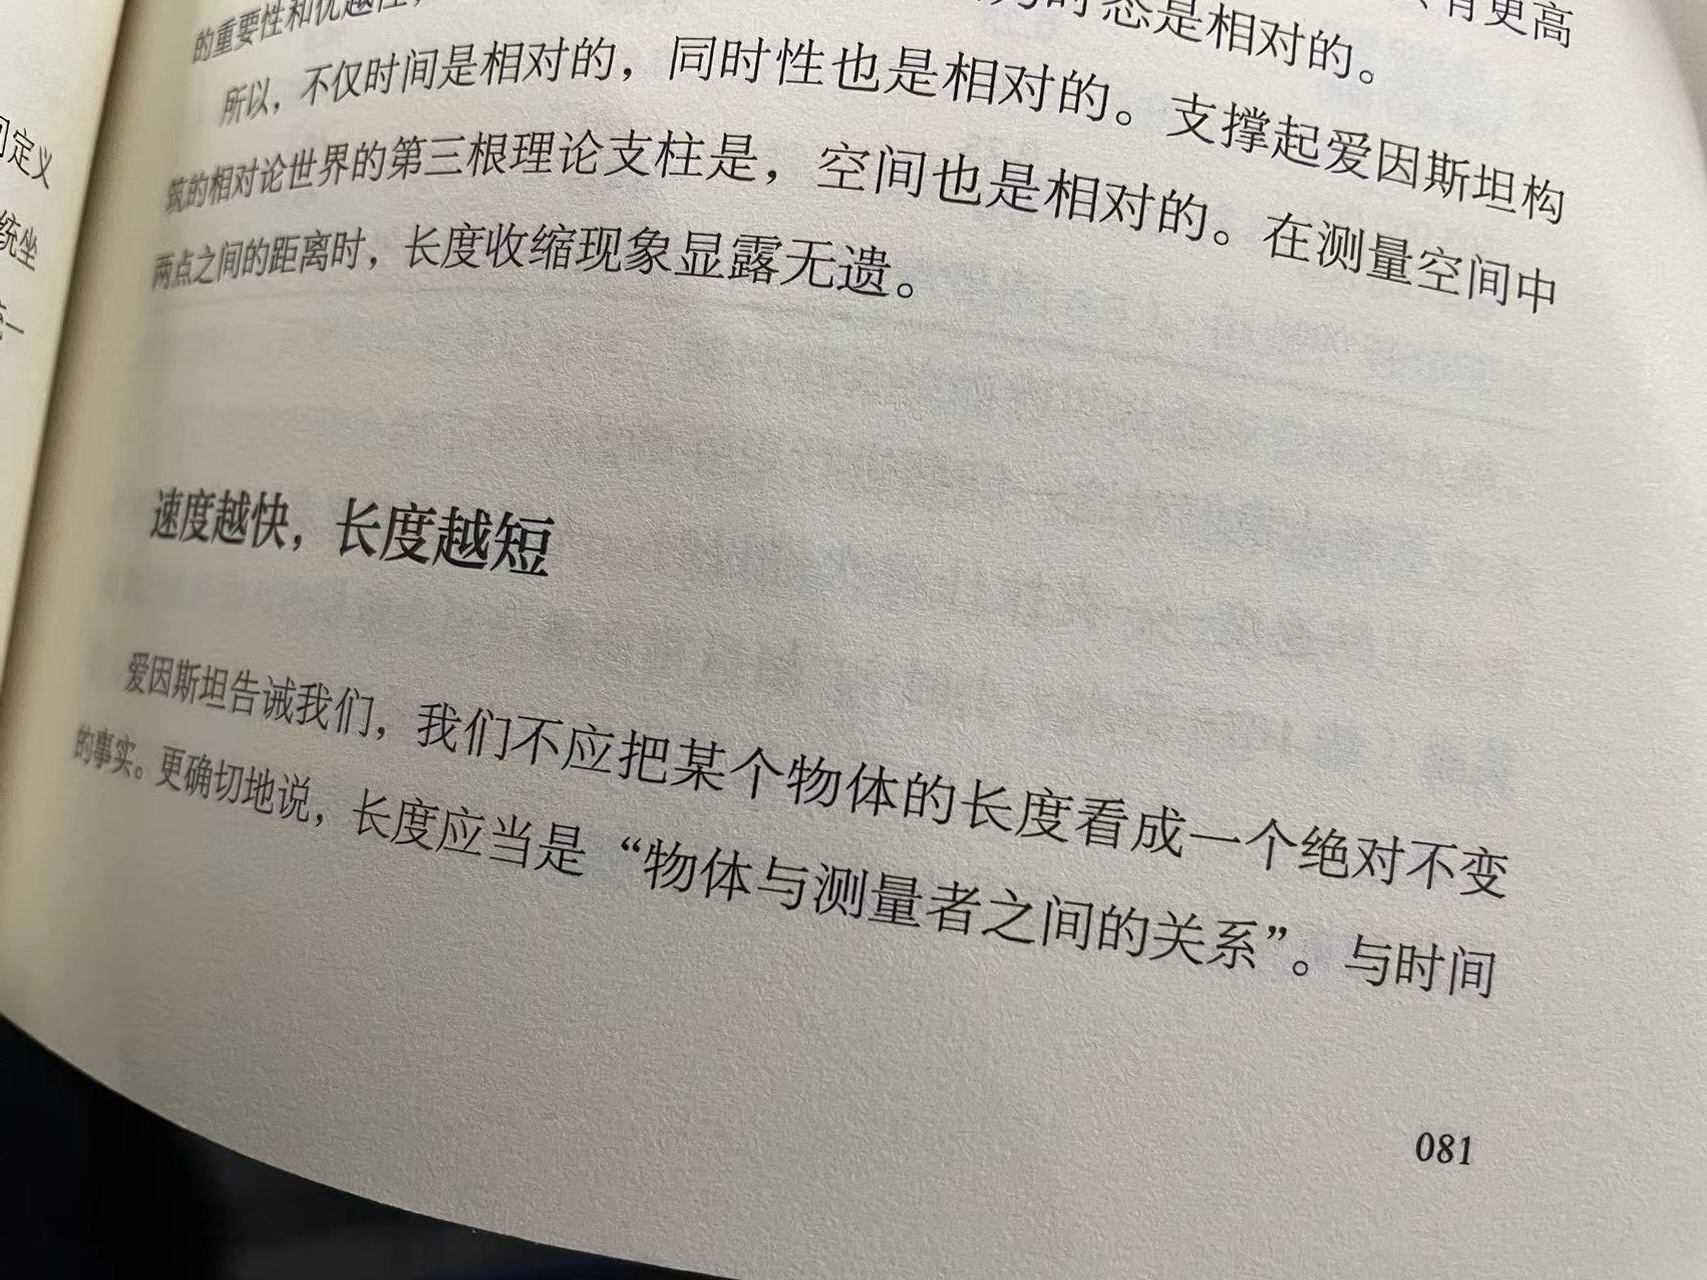 定义
统坐
一
的重要性和优越性，
时态是相对的。
有更高
所以，不仅时间是相对的，同时性也是相对的。支撑起爱因斯坦构
筑的相对论世界的第三根理论支柱是，空间也是相对的。在测量空间中
两点之间的距离时，长度收缩现象显露无遗。
速度越快，长度越短
爱因斯坦告诫我们，我们不应把某个物体的长度看成一个绝对不变
的事实。更确切地说，长度应当是“物体与测量者之间的关系”。与时间
081